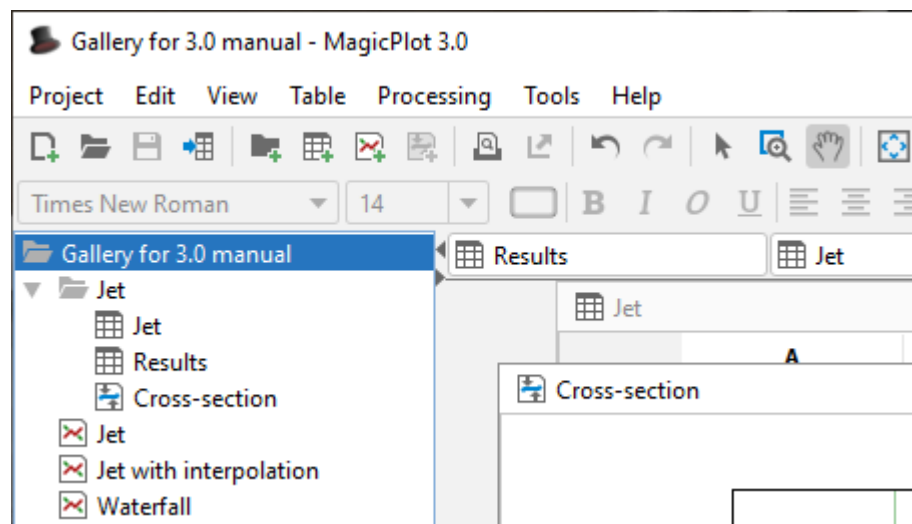 Gallery for 3.0 manual - MagicPlot 3.0
Project Edit View Table Processing Tools Help
Times New Roman 14 B I O U
Gallery for 3.0 manual
Jet
Jet
Results
Cross-section
Jet
Jet with interpolation
Waterfall
Results Jet
Jet
A
Cross-section